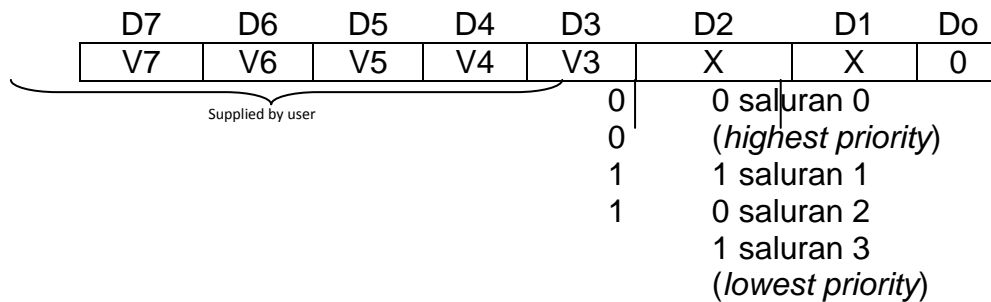 D7 D6 D5 D4 D3 D2 D1 Do
V7 V6 V5 V4 V3 X X 0
Supplied by user
0 0 saluran 0
0 (highest priority)
1 1 saluran 1
1 0 saluran 2
1 saluran 3
(lowest priority)